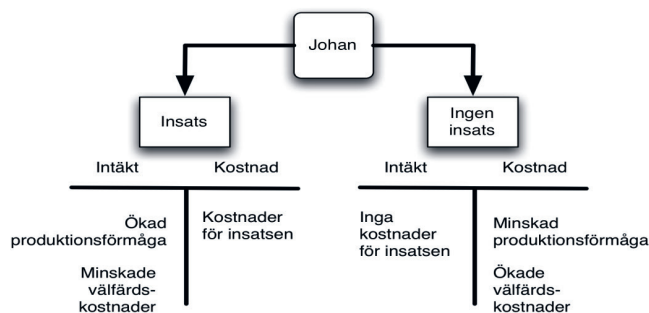 Johan
Insats
Ingen
insats
Intäkt
Kostnad
Intäkt
Kostnad
Ökad
produktionsförmåga
Minskade
välfärds-
kostnader
Kostnader
för insatsen
Inga
kostnader
för insatsen
Minskad
produktionsförmåga
Ökade
välfärds-
kostnader